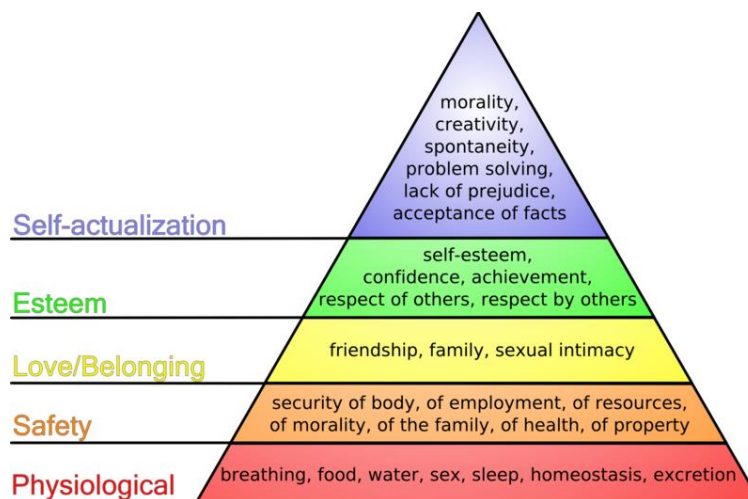 morality,
creativity,
spontaneity,
problem solving,
lack of prejudice,
acceptance of facts
Self-actualization
self-esteem,
confidence, achievement,
respect of others, respect by others
Esteem
friendship, family, sexual intimacy
Love/Belonging
security of body, of employment, of resources,
of morality, of the family, of health, of property
Safety
breathing, food, water, sex, sleep, homeostasis, excretion
Physiological